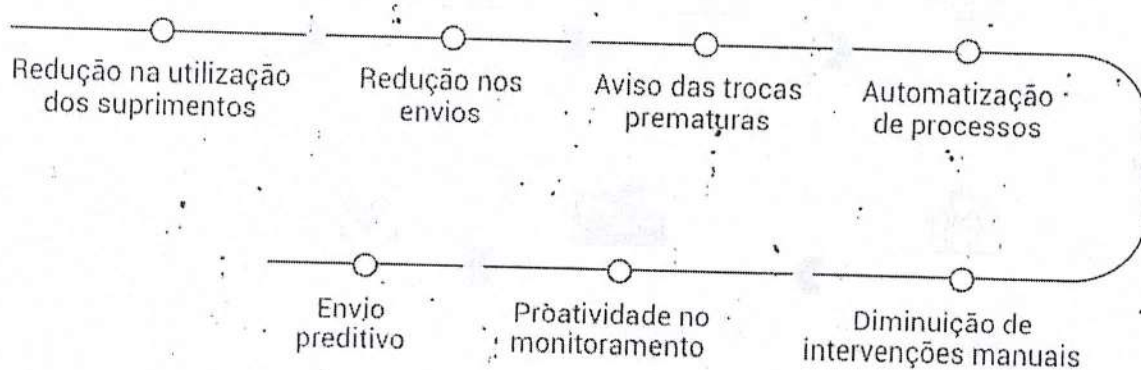 Redução na utilização
dos suprimentos
Redução nos
envios
Aviso das trocas
prematuras
Automatização
de processos
Envio
preditivo
Proatividade no
monitoramento
Diminuição de
intervenções manuais